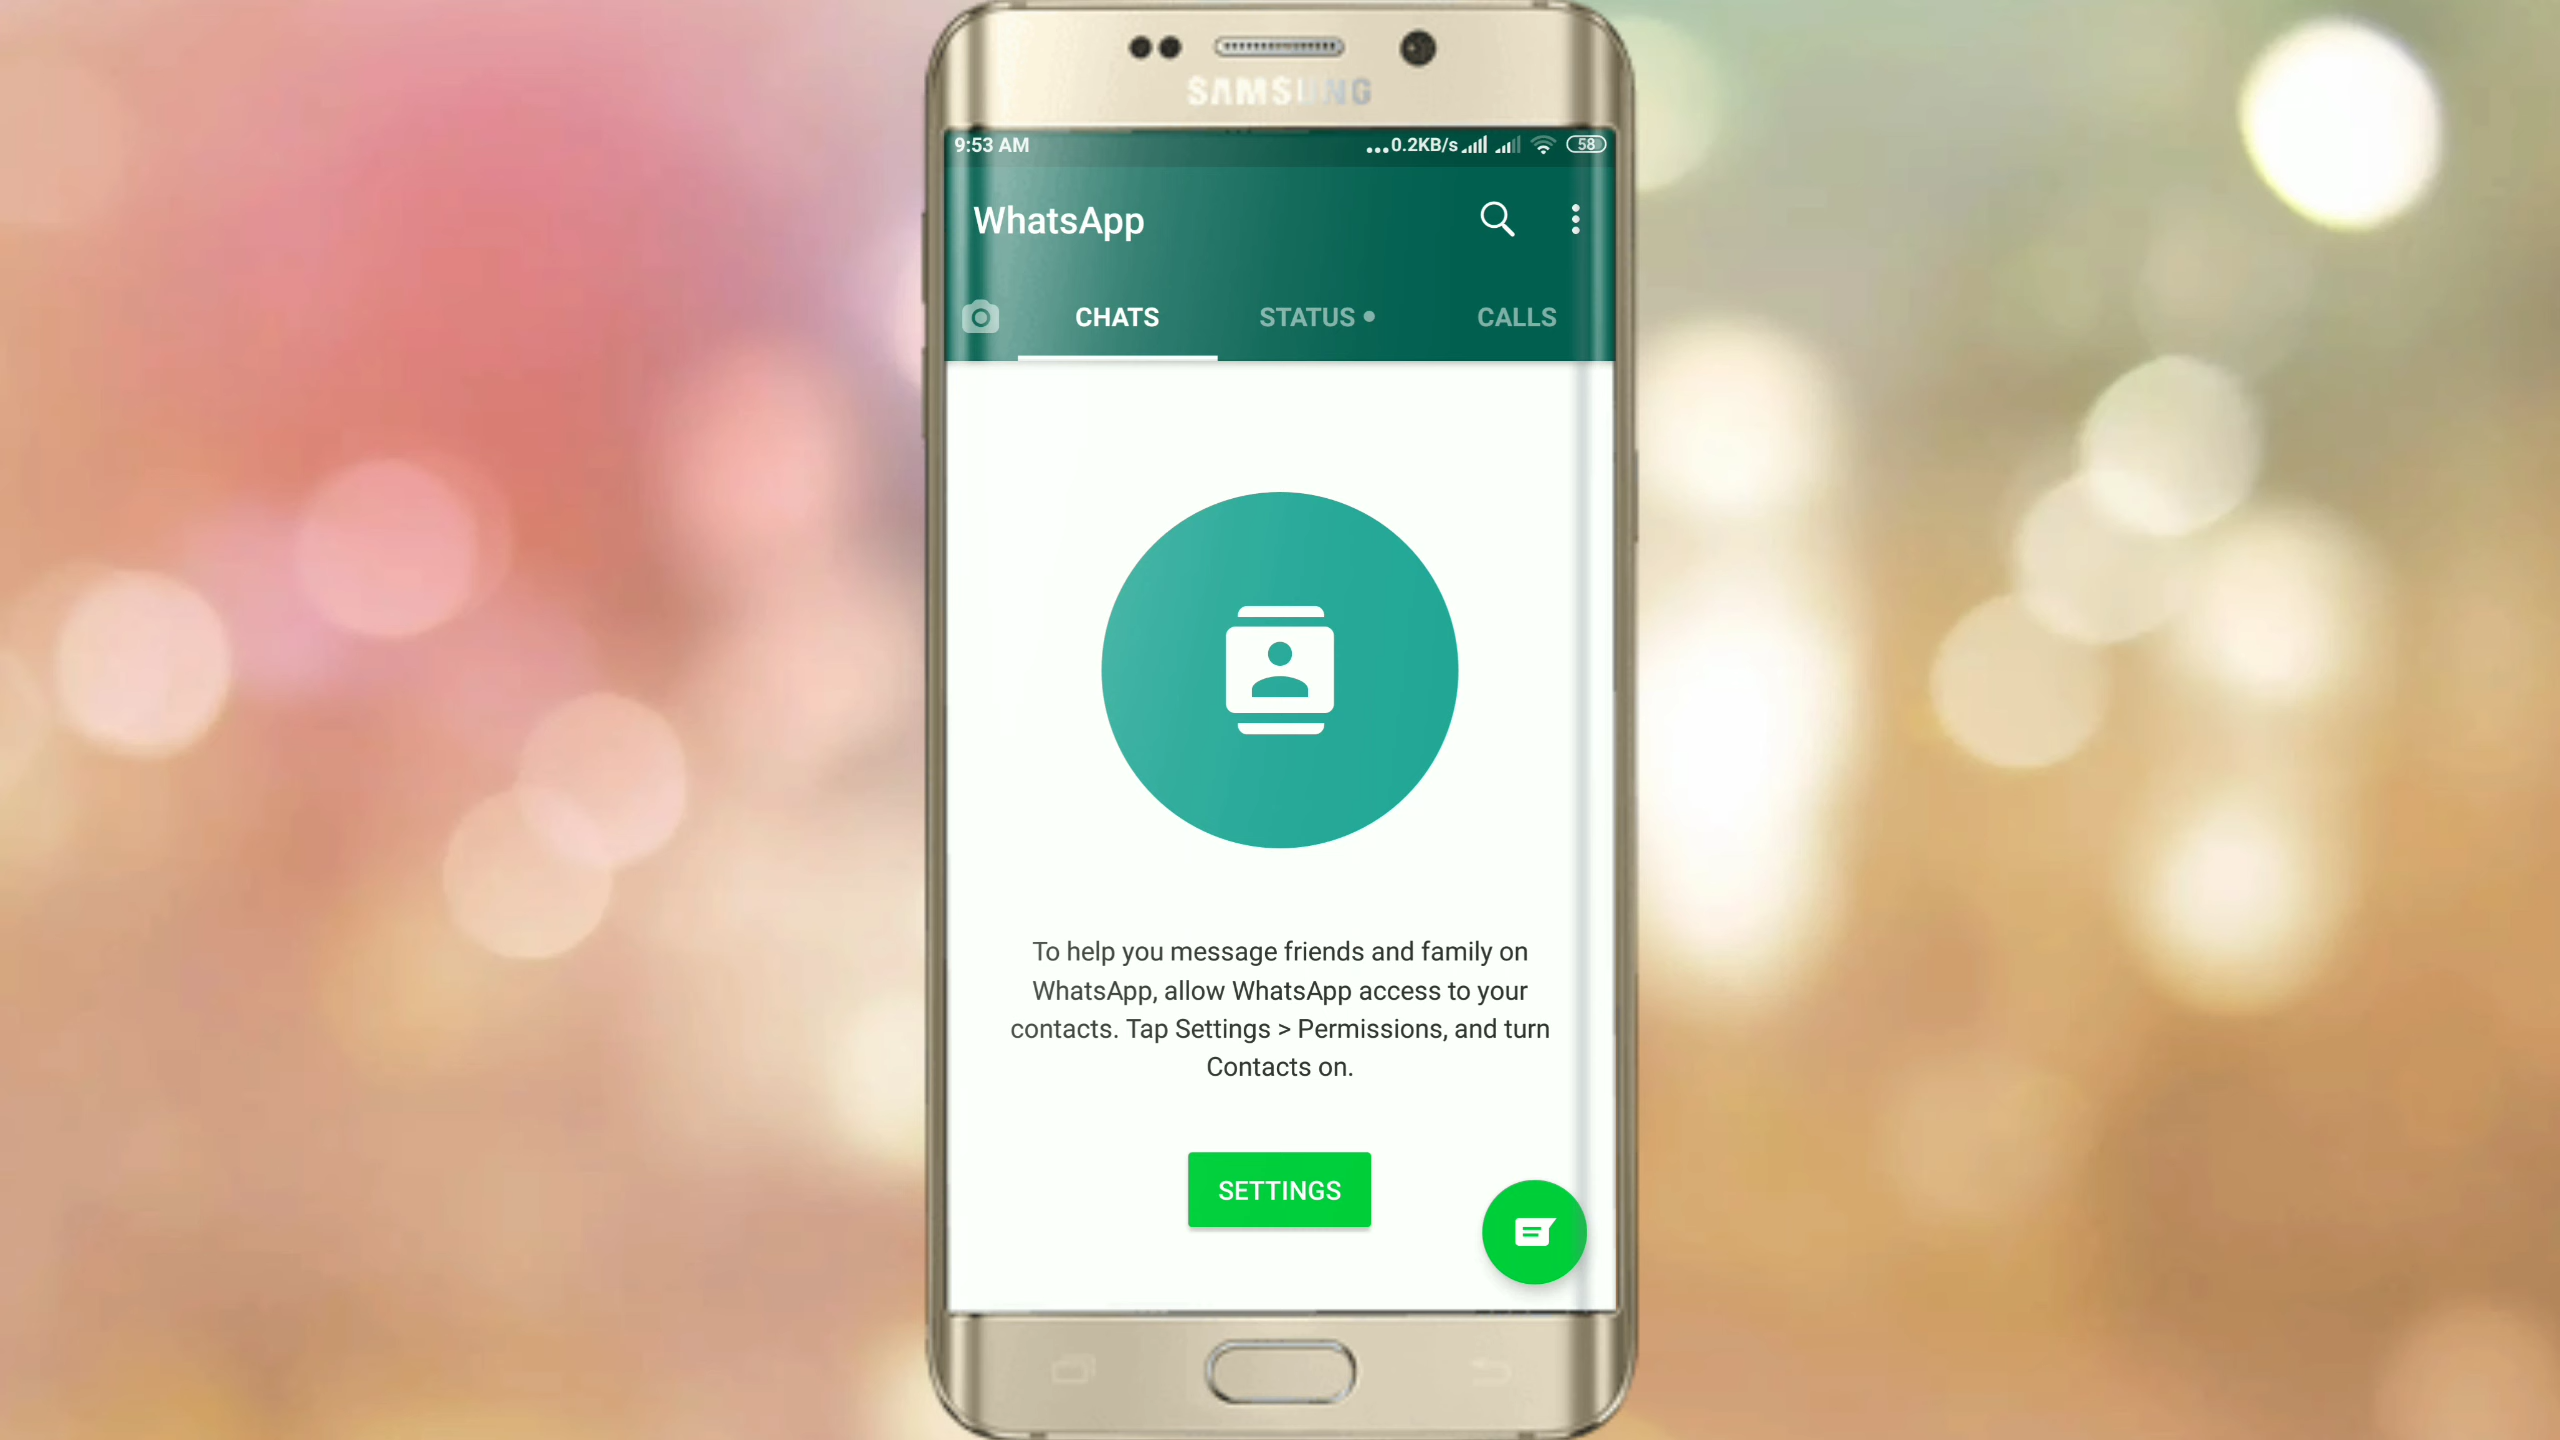 SAMSUNG
9:53 AM ...0.2KB/s 58
WhatsApp
CHATS STATUS CALLS
To help you message friends and family on
WhatsApp, allow WhatsApp access to your
contacts. Tap Settings > Permissions, and turn
Contacts on.
SETTINGS